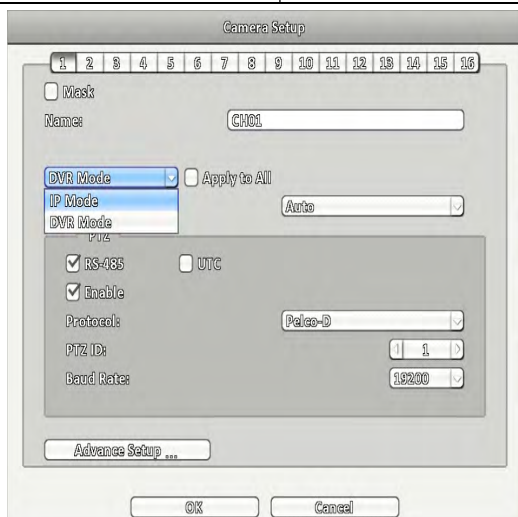 Camera Setup
1 2 3 4 5 6 7 8 9 10 11 12 13 14 15 16
Mask
Name: CH01
DVR Mode Apply to All
IP Mode Auto
DVR Mode
PTZ
RS-485 UTC
Enable
Protocol: Pelco-D
PTZ ID: 1
Baud Rate: 19200
Advance Setup ...
OK Cancel